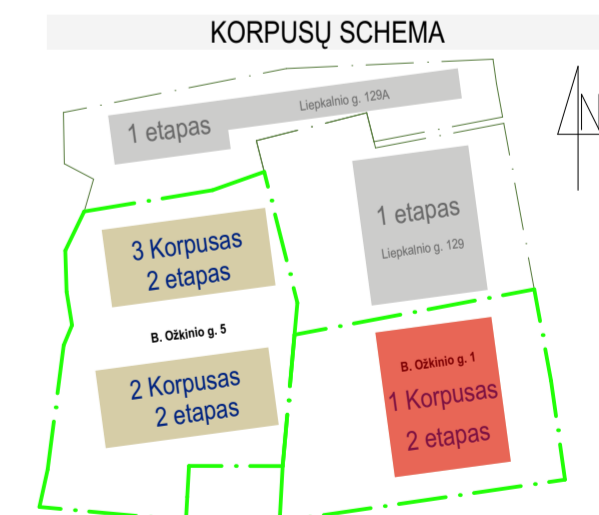 KORPUSŲ SCHEMA
Liepkalnio g. 129A
1 etapas
N
1 etapas
Liepkalnio g. 129
3 Korpusas
2 etapas
B. Ožkinio g. 5
B. Ožkinio g. 1
2 Korpusas
2 etapas
1 Korpusas
2 etapas